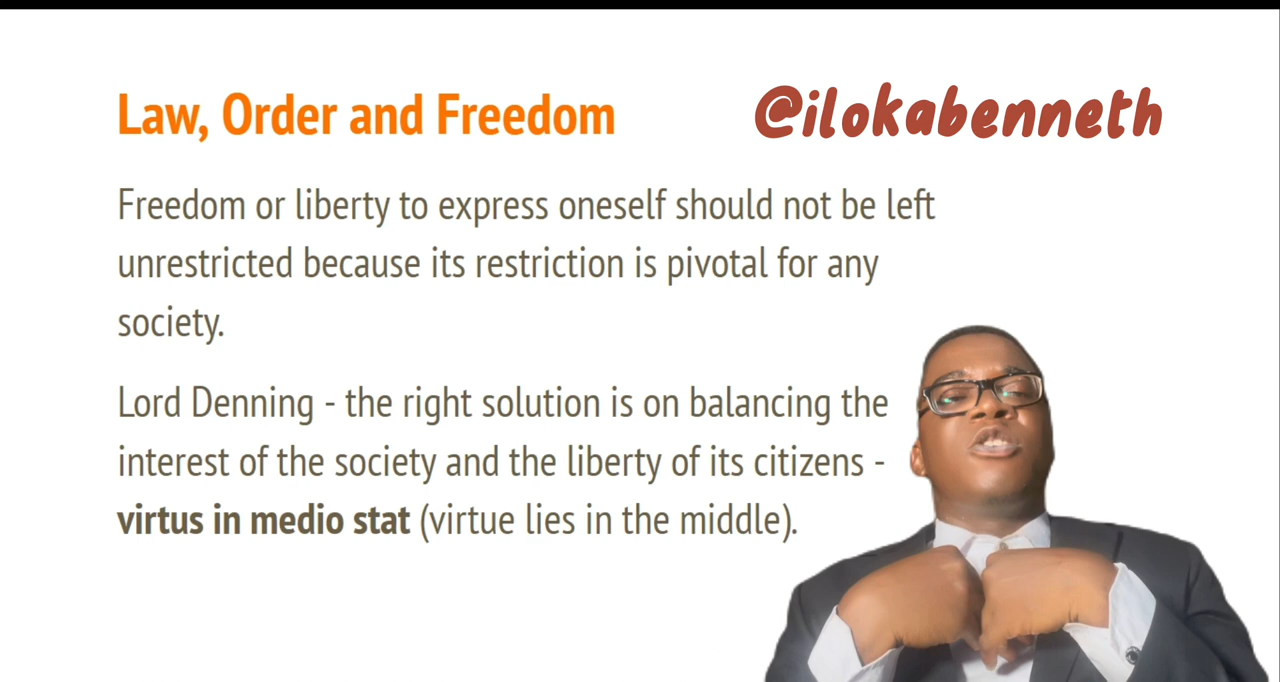 Law, Order and Freedom
@ilokabenneth
Freedom or liberty to express oneself should not be left
unrestricted because its restriction is pivotal for any
society.
Lord Denning - the right solution is on balancing the
interest of the society and the liberty of its citizens -
virtus in medio stat (virtue lies in the middle).